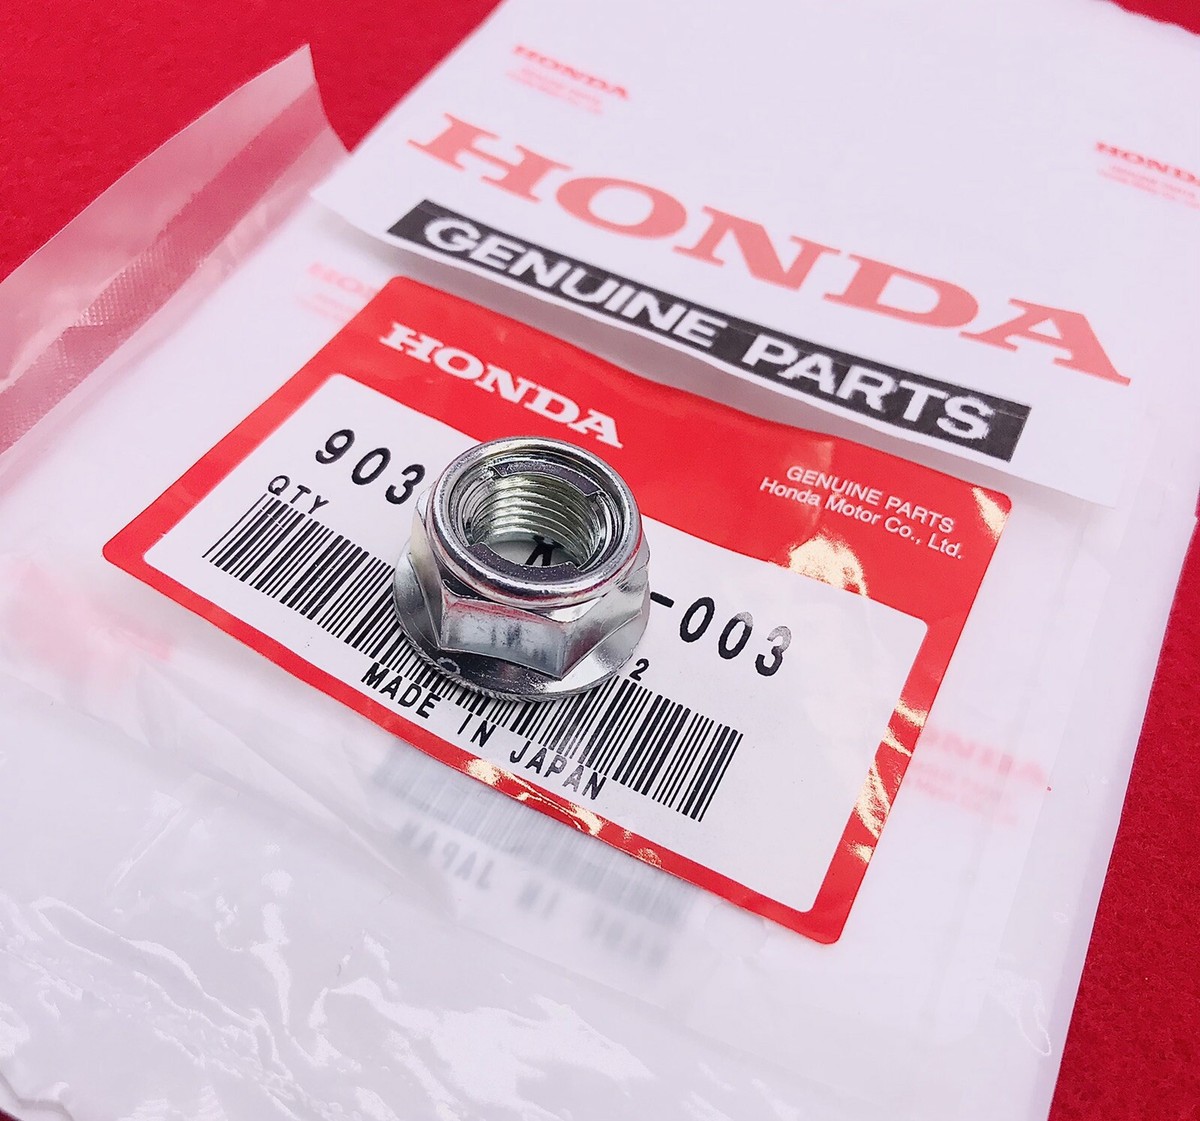 HONDA
HONDA
HONDA
GENUINE PARTS
HONDA
GENUINE PARTS
Honda Motor Co., Ltd.
903 -003
QTY 2
MADE IN JAPAN